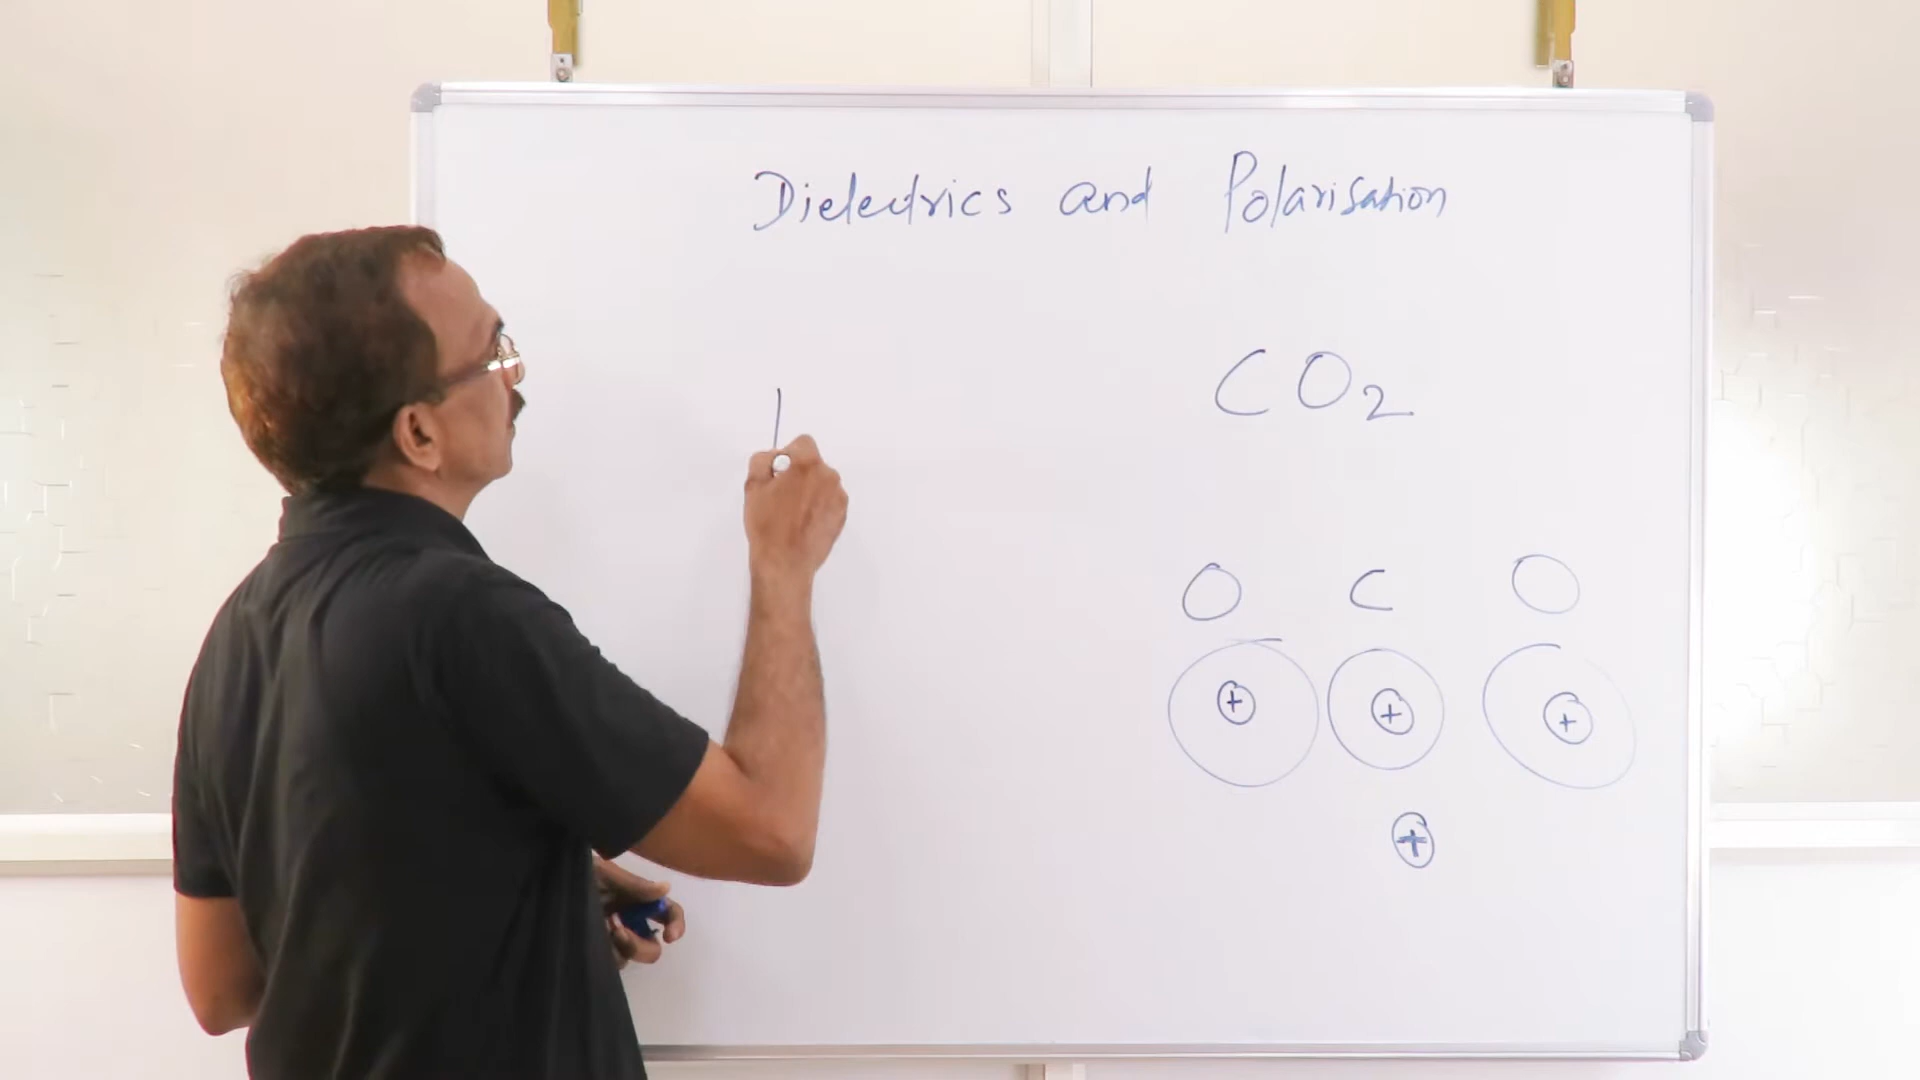 Dielectrics and Polarisation
CO₂
O C O
+ + +
+